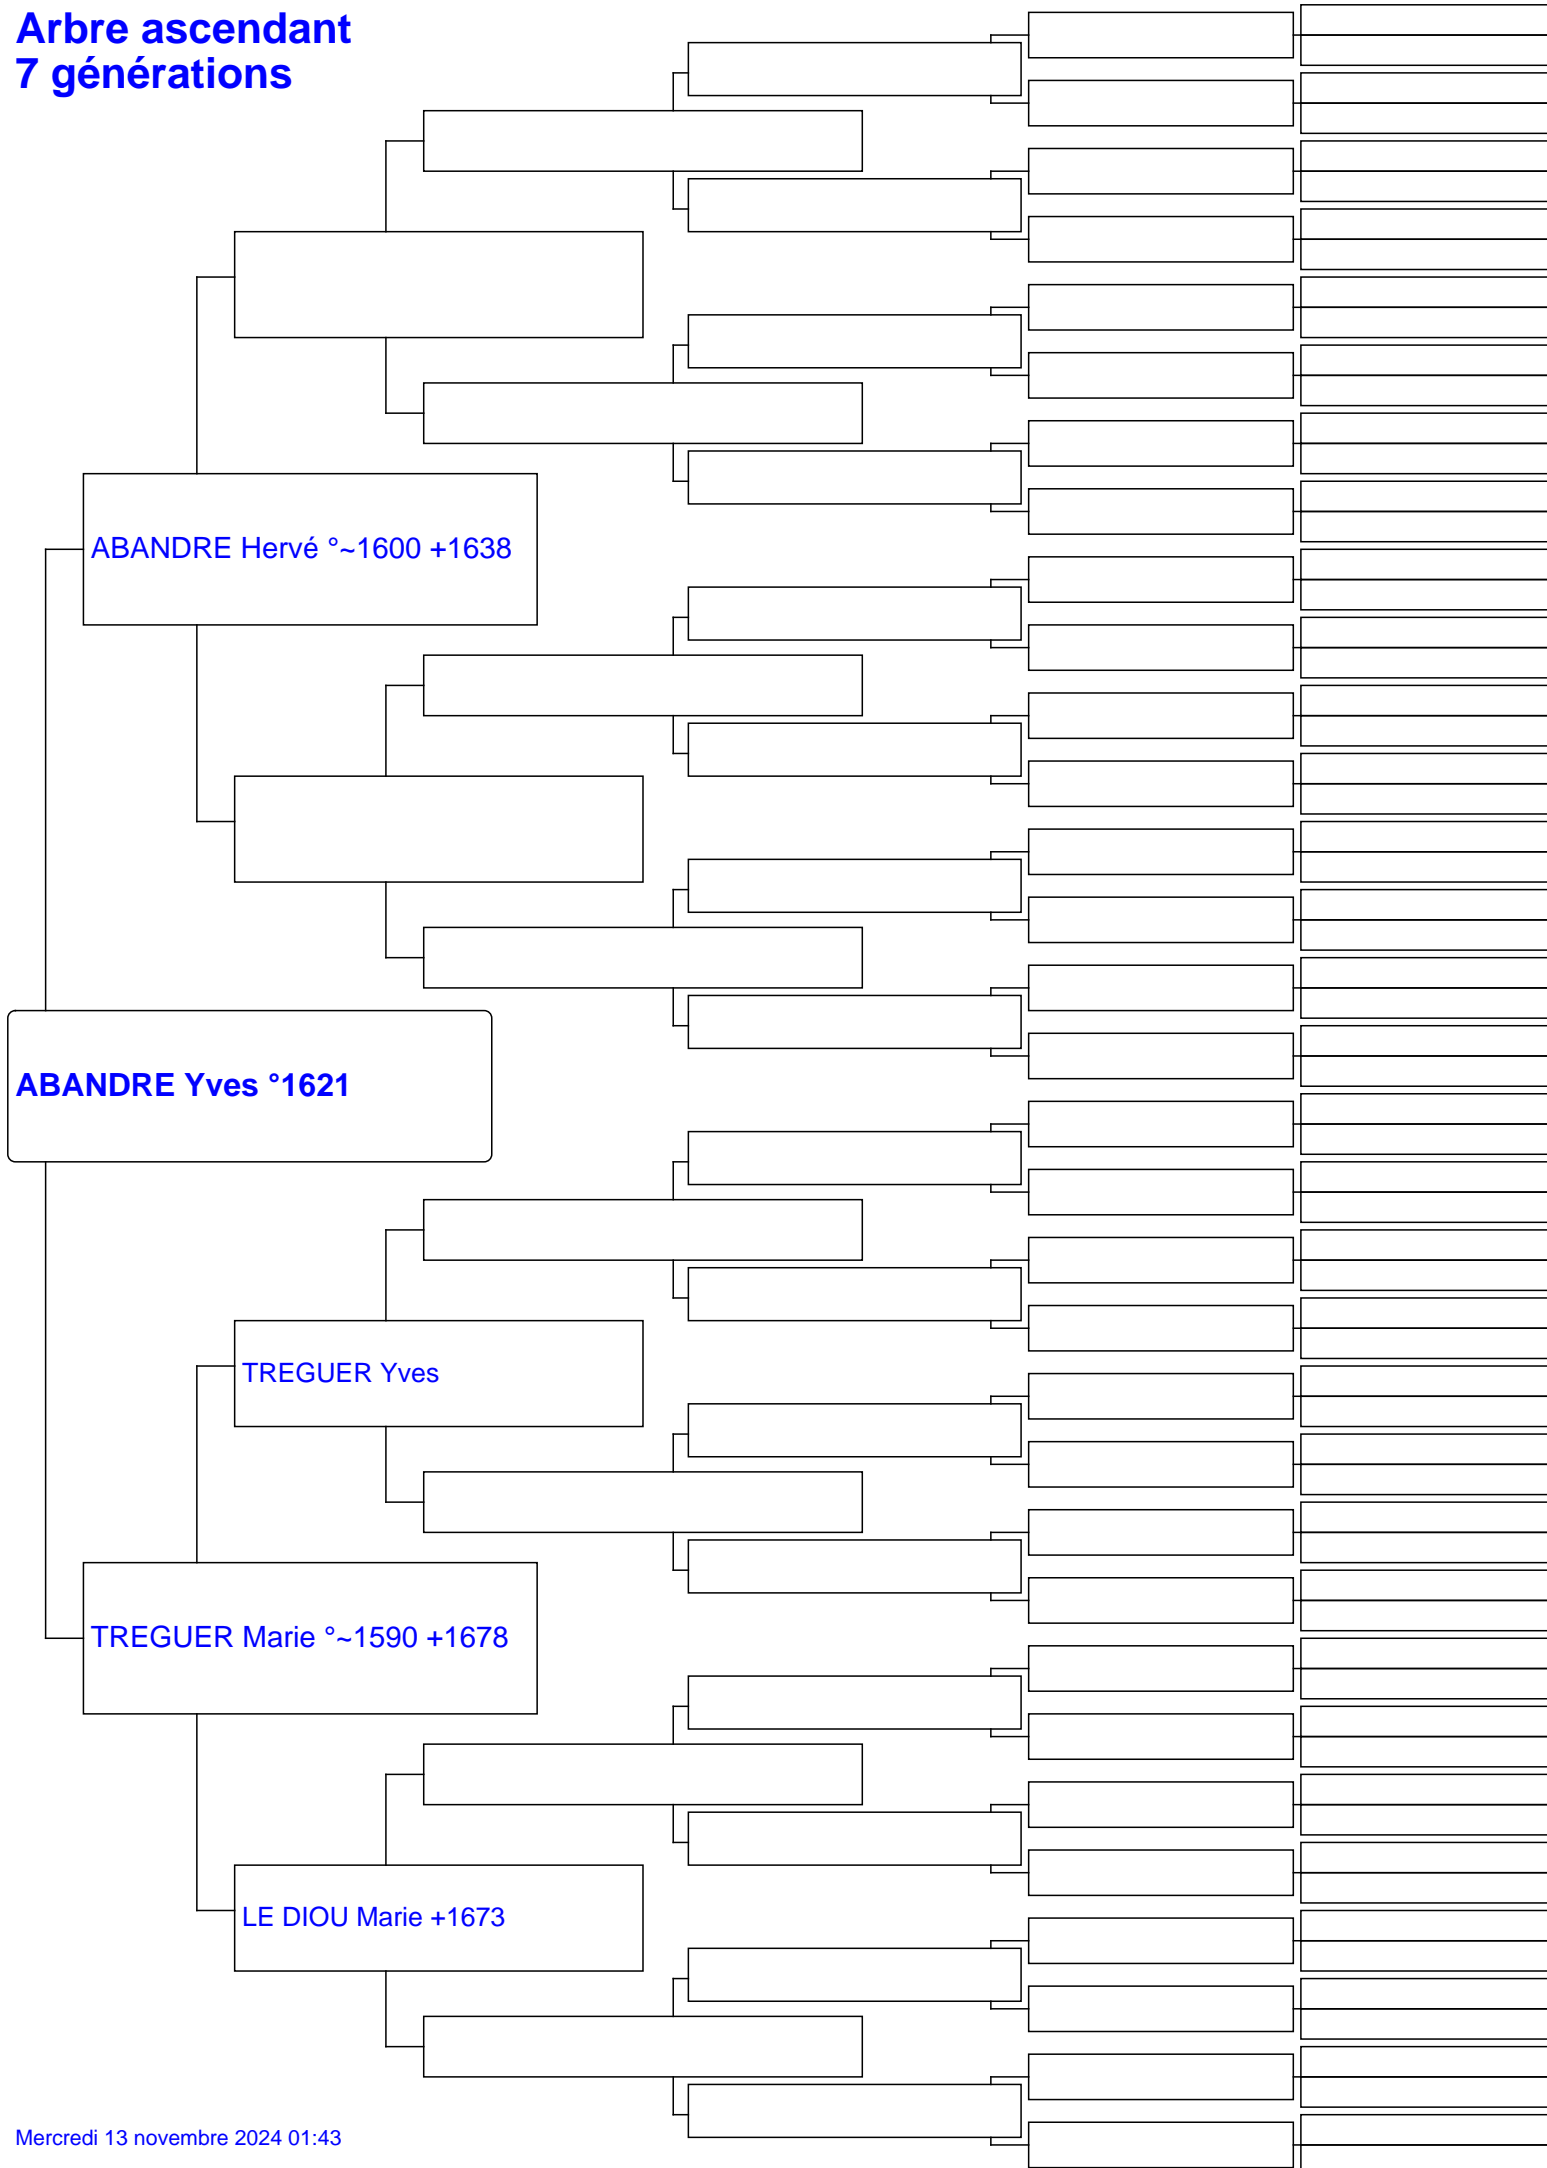 Arbre ascendant
7 générations
ABANDRE Hervé °~1600 +1638
ABANDRE Yves °1621
TREGUER Yves
TREGUER Marie °~1590 +1678
LE DIOU Marie +1673
Mercredi 13 novembre 2024 01:43